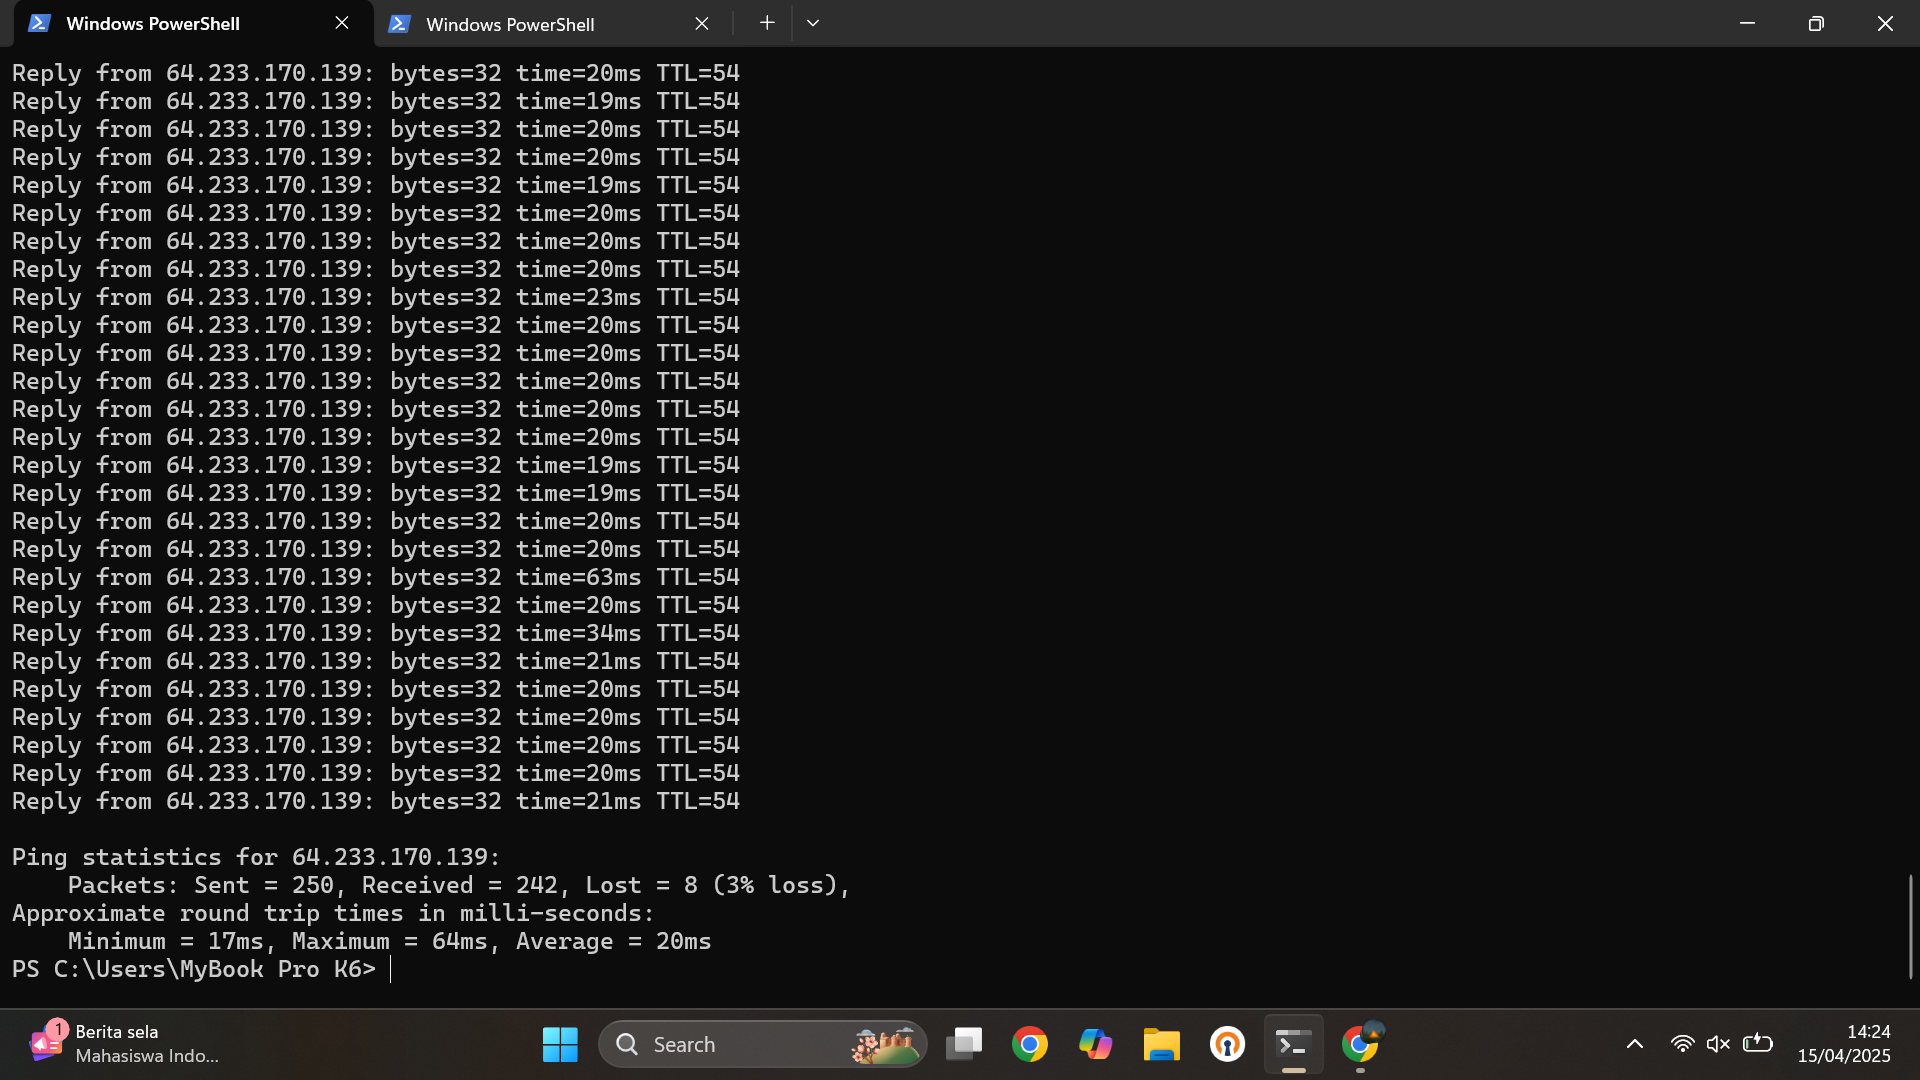 Windows PowerShell
Windows PowerShell
Reply from 64.233.170.139: bytes=32 time=20ms TTL=54
Reply from 64.233.170.139: bytes=32 time=19ms TTL=54
Reply from 64.233.170.139: bytes=32 time=20ms TTL=54
Reply from 64.233.170.139: bytes=32 time=20ms TTL=54
Reply from 64.233.170.139: bytes=32 time=19ms TTL=54
Reply from 64.233.170.139: bytes=32 time=20ms TTL=54
Reply from 64.233.170.139: bytes=32 time=20ms TTL=54
Reply from 64.233.170.139: bytes=32 time=20ms TTL=54
Reply from 64.233.170.139: bytes=32 time=23ms TTL=54
Reply from 64.233.170.139: bytes=32 time=20ms TTL=54
Reply from 64.233.170.139: bytes=32 time=20ms TTL=54
Reply from 64.233.170.139: bytes=32 time=20ms TTL=54
Reply from 64.233.170.139: bytes=32 time=20ms TTL=54
Reply from 64.233.170.139: bytes=32 time=20ms TTL=54
Reply from 64.233.170.139: bytes=32 time=19ms TTL=54
Reply from 64.233.170.139: bytes=32 time=19ms TTL=54
Reply from 64.233.170.139: bytes=32 time=20ms TTL=54
Reply from 64.233.170.139: bytes=32 time=20ms TTL=54
Reply from 64.233.170.139: bytes=32 time=63ms TTL=54
Reply from 64.233.170.139: bytes=32 time=20ms TTL=54
Reply from 64.233.170.139: bytes=32 time=34ms TTL=54
Reply from 64.233.170.139: bytes=32 time=21ms TTL=54
Reply from 64.233.170.139: bytes=32 time=20ms TTL=54
Reply from 64.233.170.139: bytes=32 time=20ms TTL=54
Reply from 64.233.170.139: bytes=32 time=20ms TTL=54
Reply from 64.233.170.139: bytes=32 time=20ms TTL=54
Reply from 64.233.170.139: bytes=32 time=21ms TTL=54
Ping statistics for 64.233.170.139:
Packets: Sent = 250, Received = 242, Lost = 8 (3% loss),
Approximate round trip times in milli-seconds:
Minimum = 17ms, Maximum = 64ms, Average = 20ms
PS C:\Users\MyBook Pro K6>
1
Berita sela
Mahasiswa Indo...
Search
14:24
15/04/2025